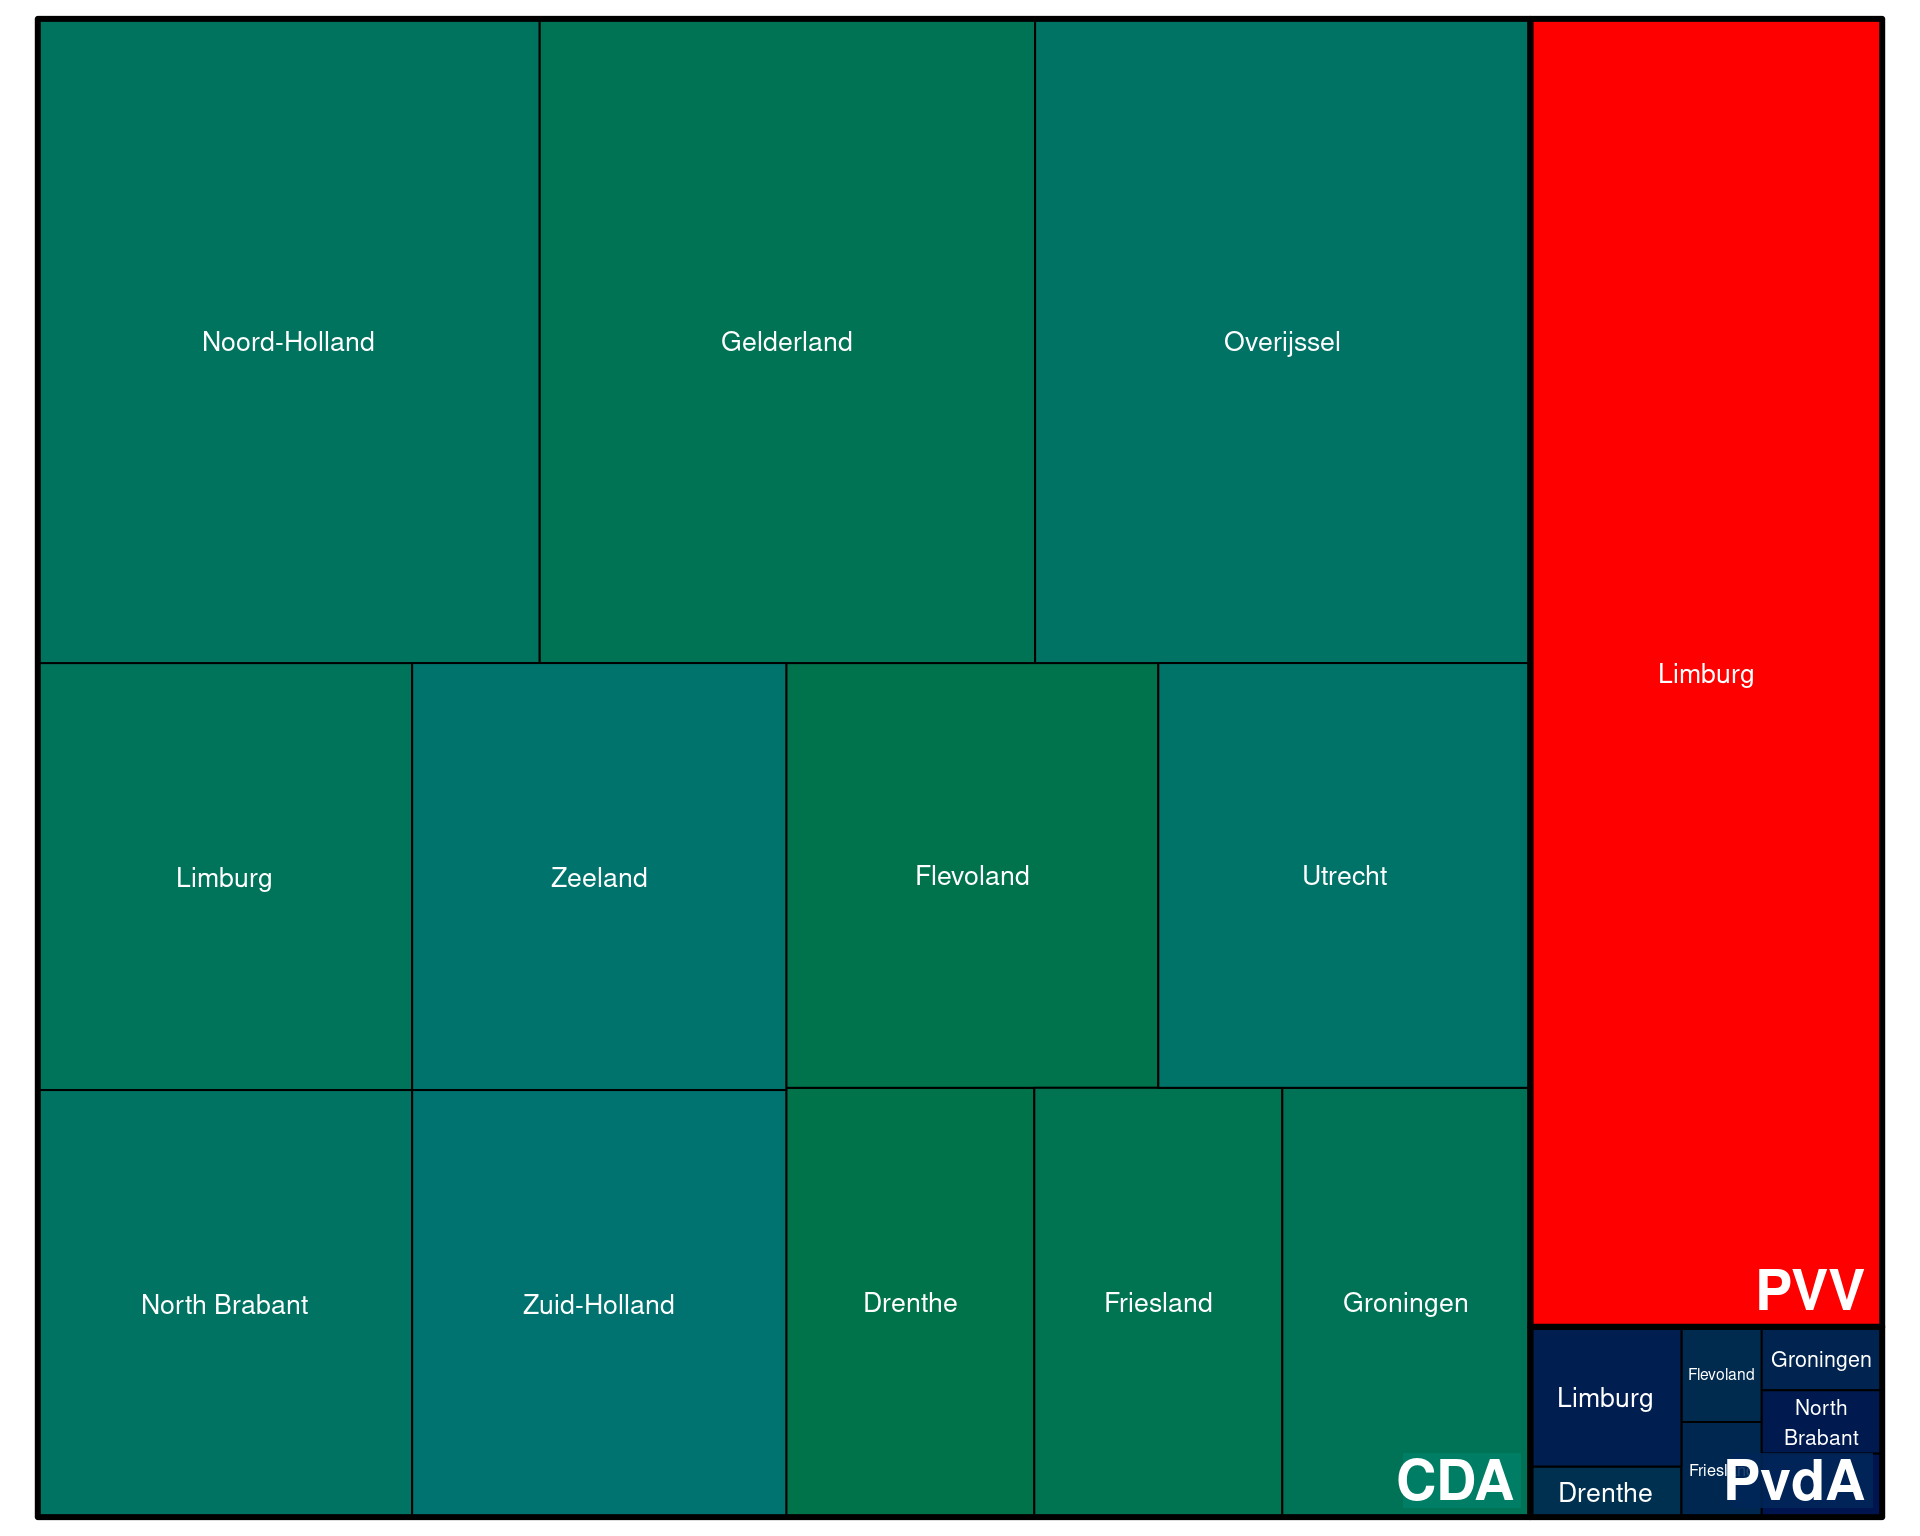 Noord-Holland
Gelderland
Overijssel
Limburg
Limburg
Zeeland
Flevoland
Utrecht
North Brabant
Zuid-Holland
Drenthe
Friesland
Groningen
CDA
PVV
Limburg
Flevoland
Groningen
North
Brabant
Drenthe
PvdA